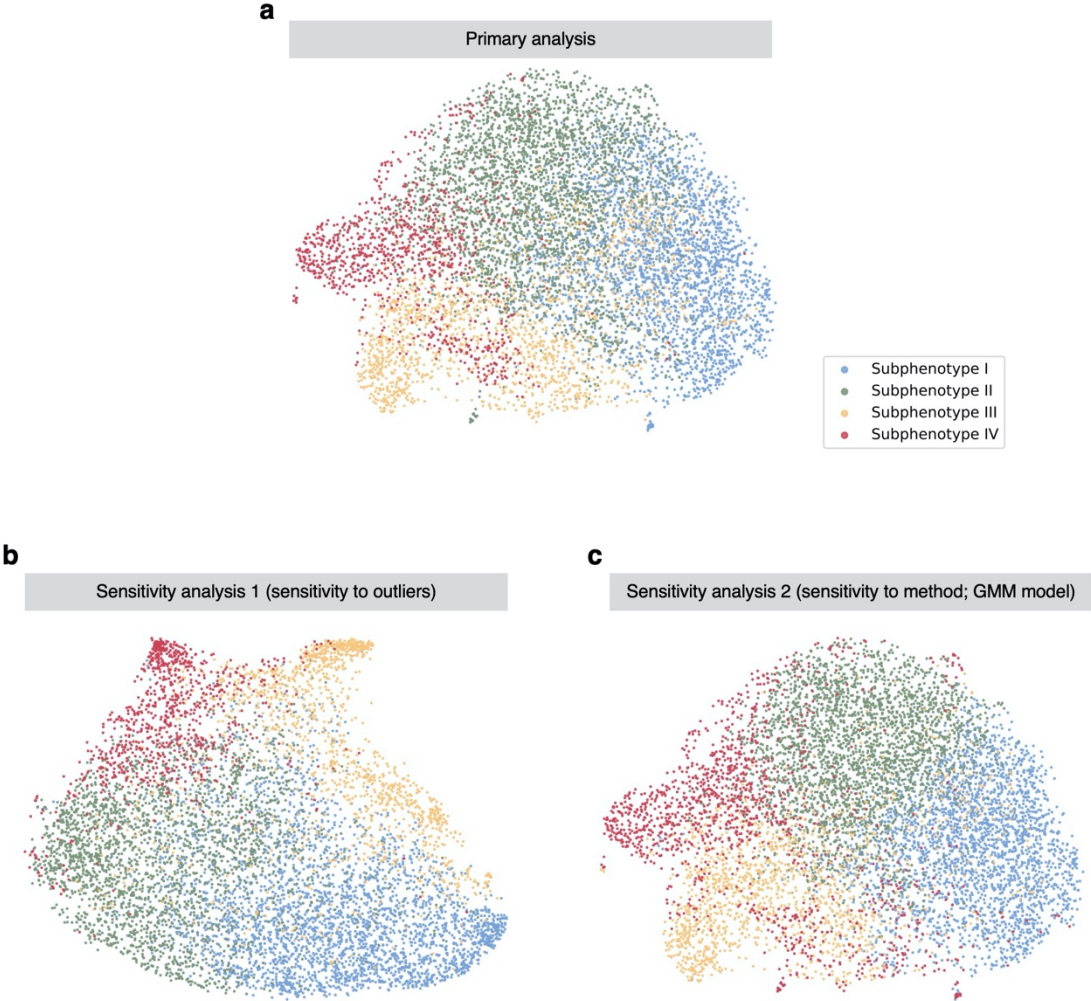 a
Primary analysis
Subphenotype I
Subphenotype II
Subphenotype III
Subphenotype IV
b
Sensitivity analysis 1 (sensitivity to outliers)
c
Sensitivity analysis 2 (sensitivity to method; GMM model)